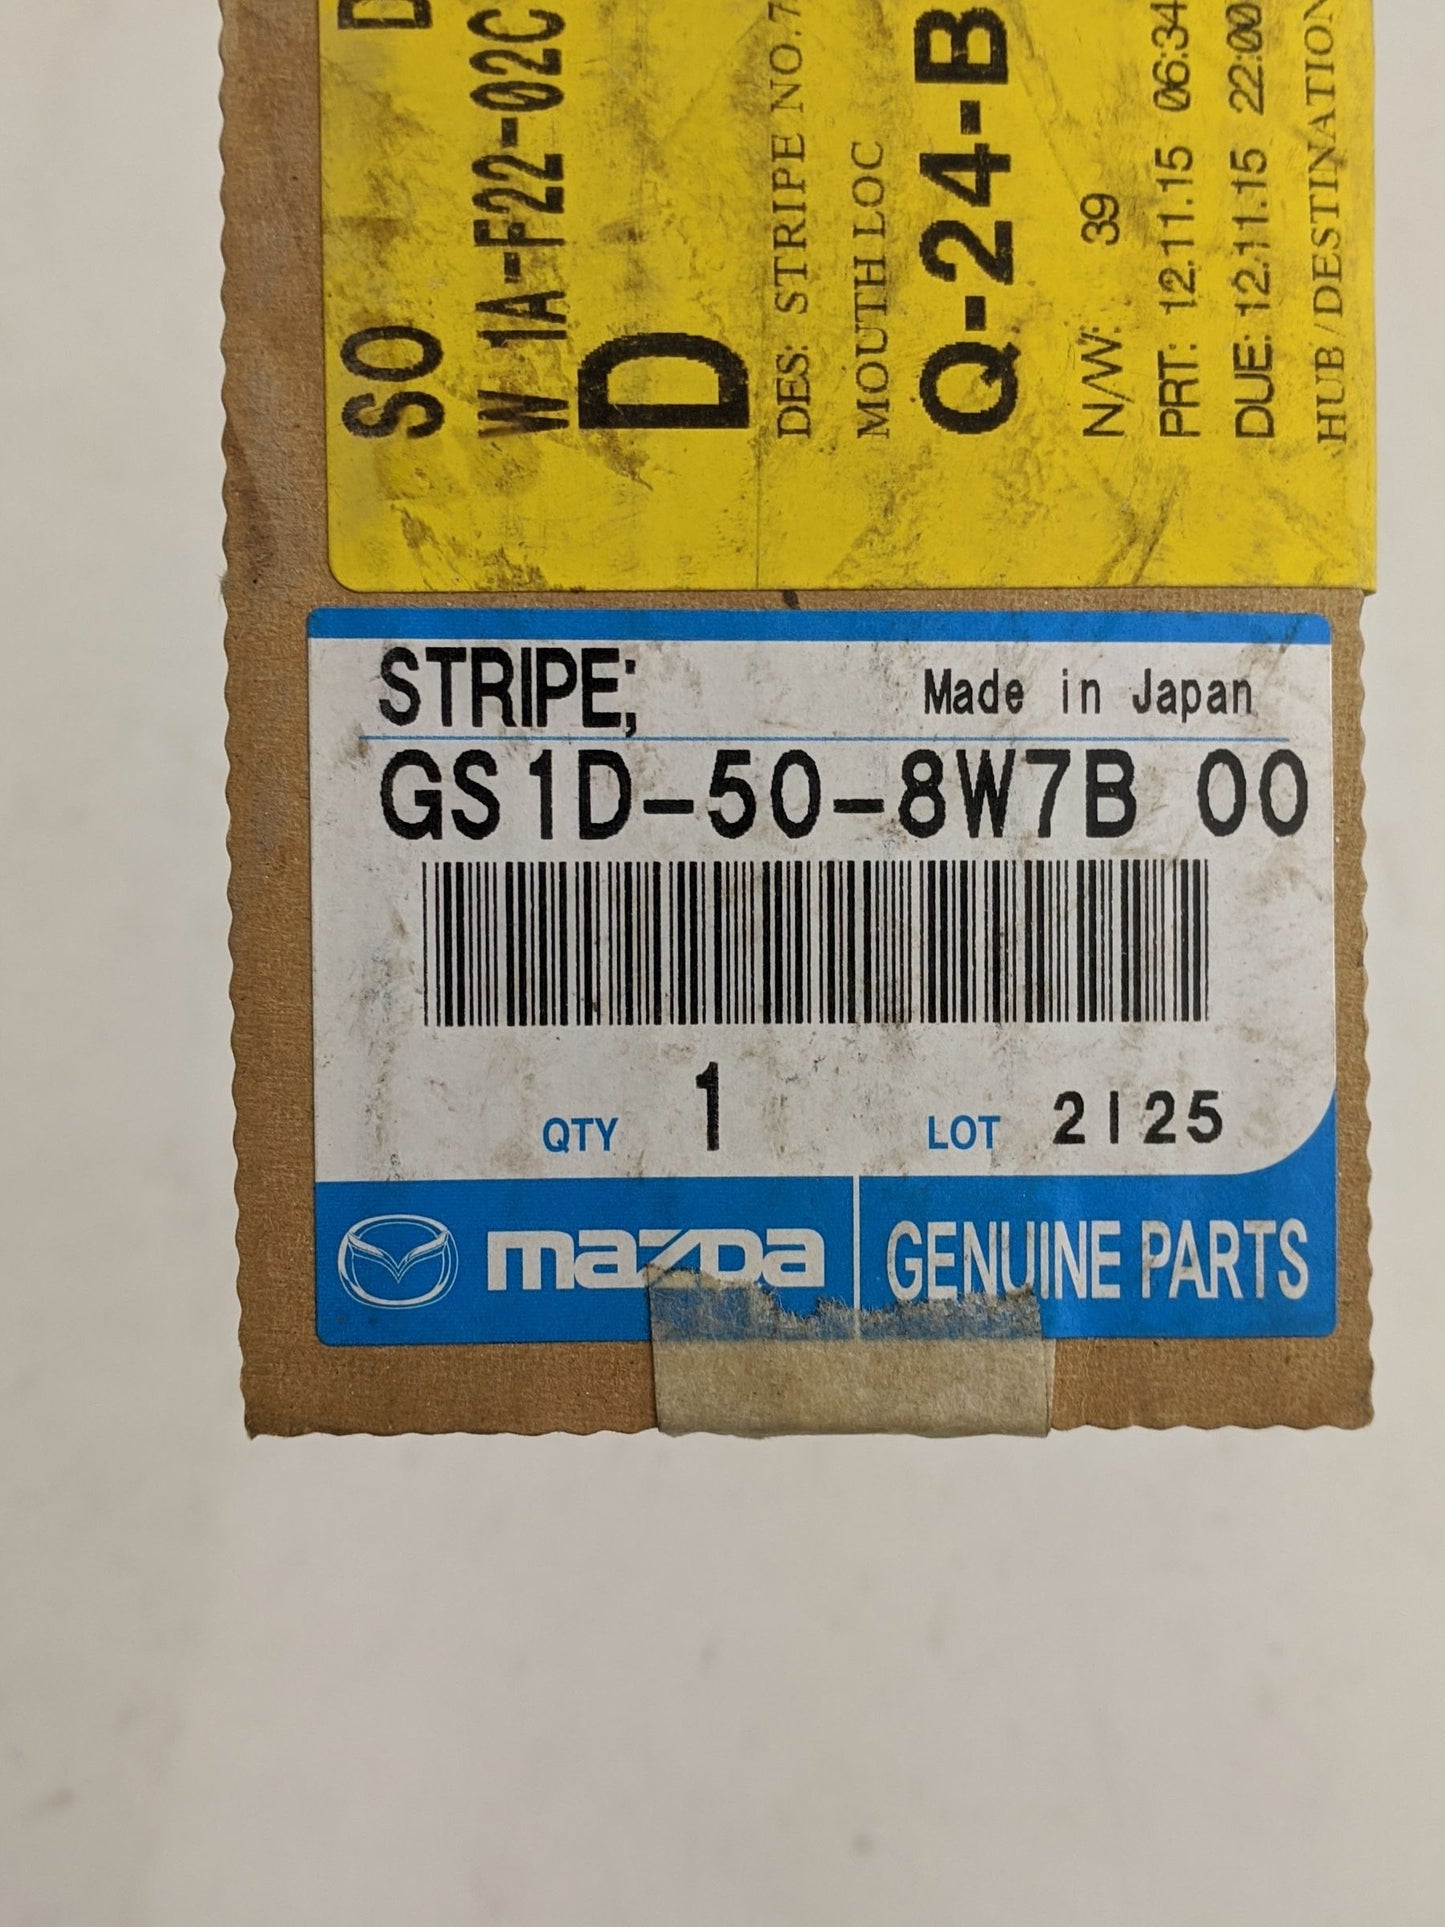 SO D
W 1A-F22-02C
D
DES: STRIPE NO.7
MOUTH LOC
Q-24-B
N/W: 39
PRT: 12.11.15 06:34
DUE: 12.11.15 22:00
HUB/DESTINATION
STRIPE; Made in Japan
GS1D-50-8W7B 00
QTY 1 LOT 2125
mazda GENUINE PARTS